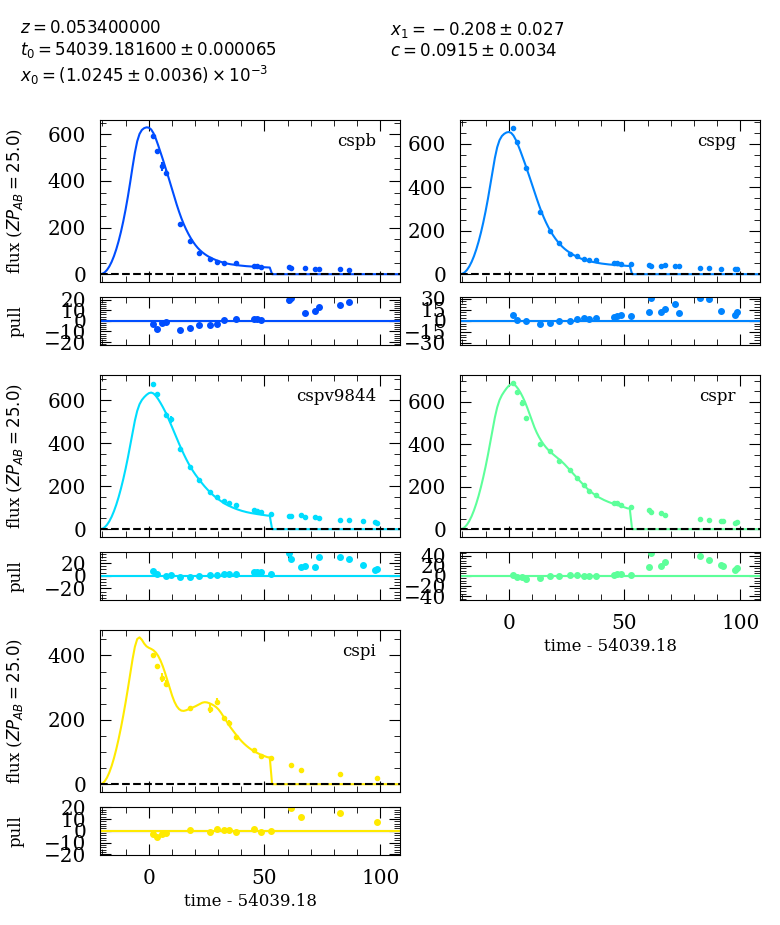 z = 0.053400000
t₀ = 54039.181600 ± 0.000065
x₀ = (1.0245 ± 0.0036) × 10⁻³
x₁ = −0.208 ± 0.027
c = 0.0915 ± 0.0034
flux (ZP_AB = 25.0)
600
400
200
0
cspb
600
400
200
0
cspg
pull
20
10
0
−10
−20
30
15
0
−15
−30
flux (ZP_AB = 25.0)
600
400
200
0
cspv9844
600
400
200
0
cspr
pull
20
0
−20
40
20
0
−20
−40
0 50 100
time - 54039.18
flux (ZP_AB = 25.0)
400
200
0
cspi
pull
20
10
0
−10
−20
0 50 100
time - 54039.18